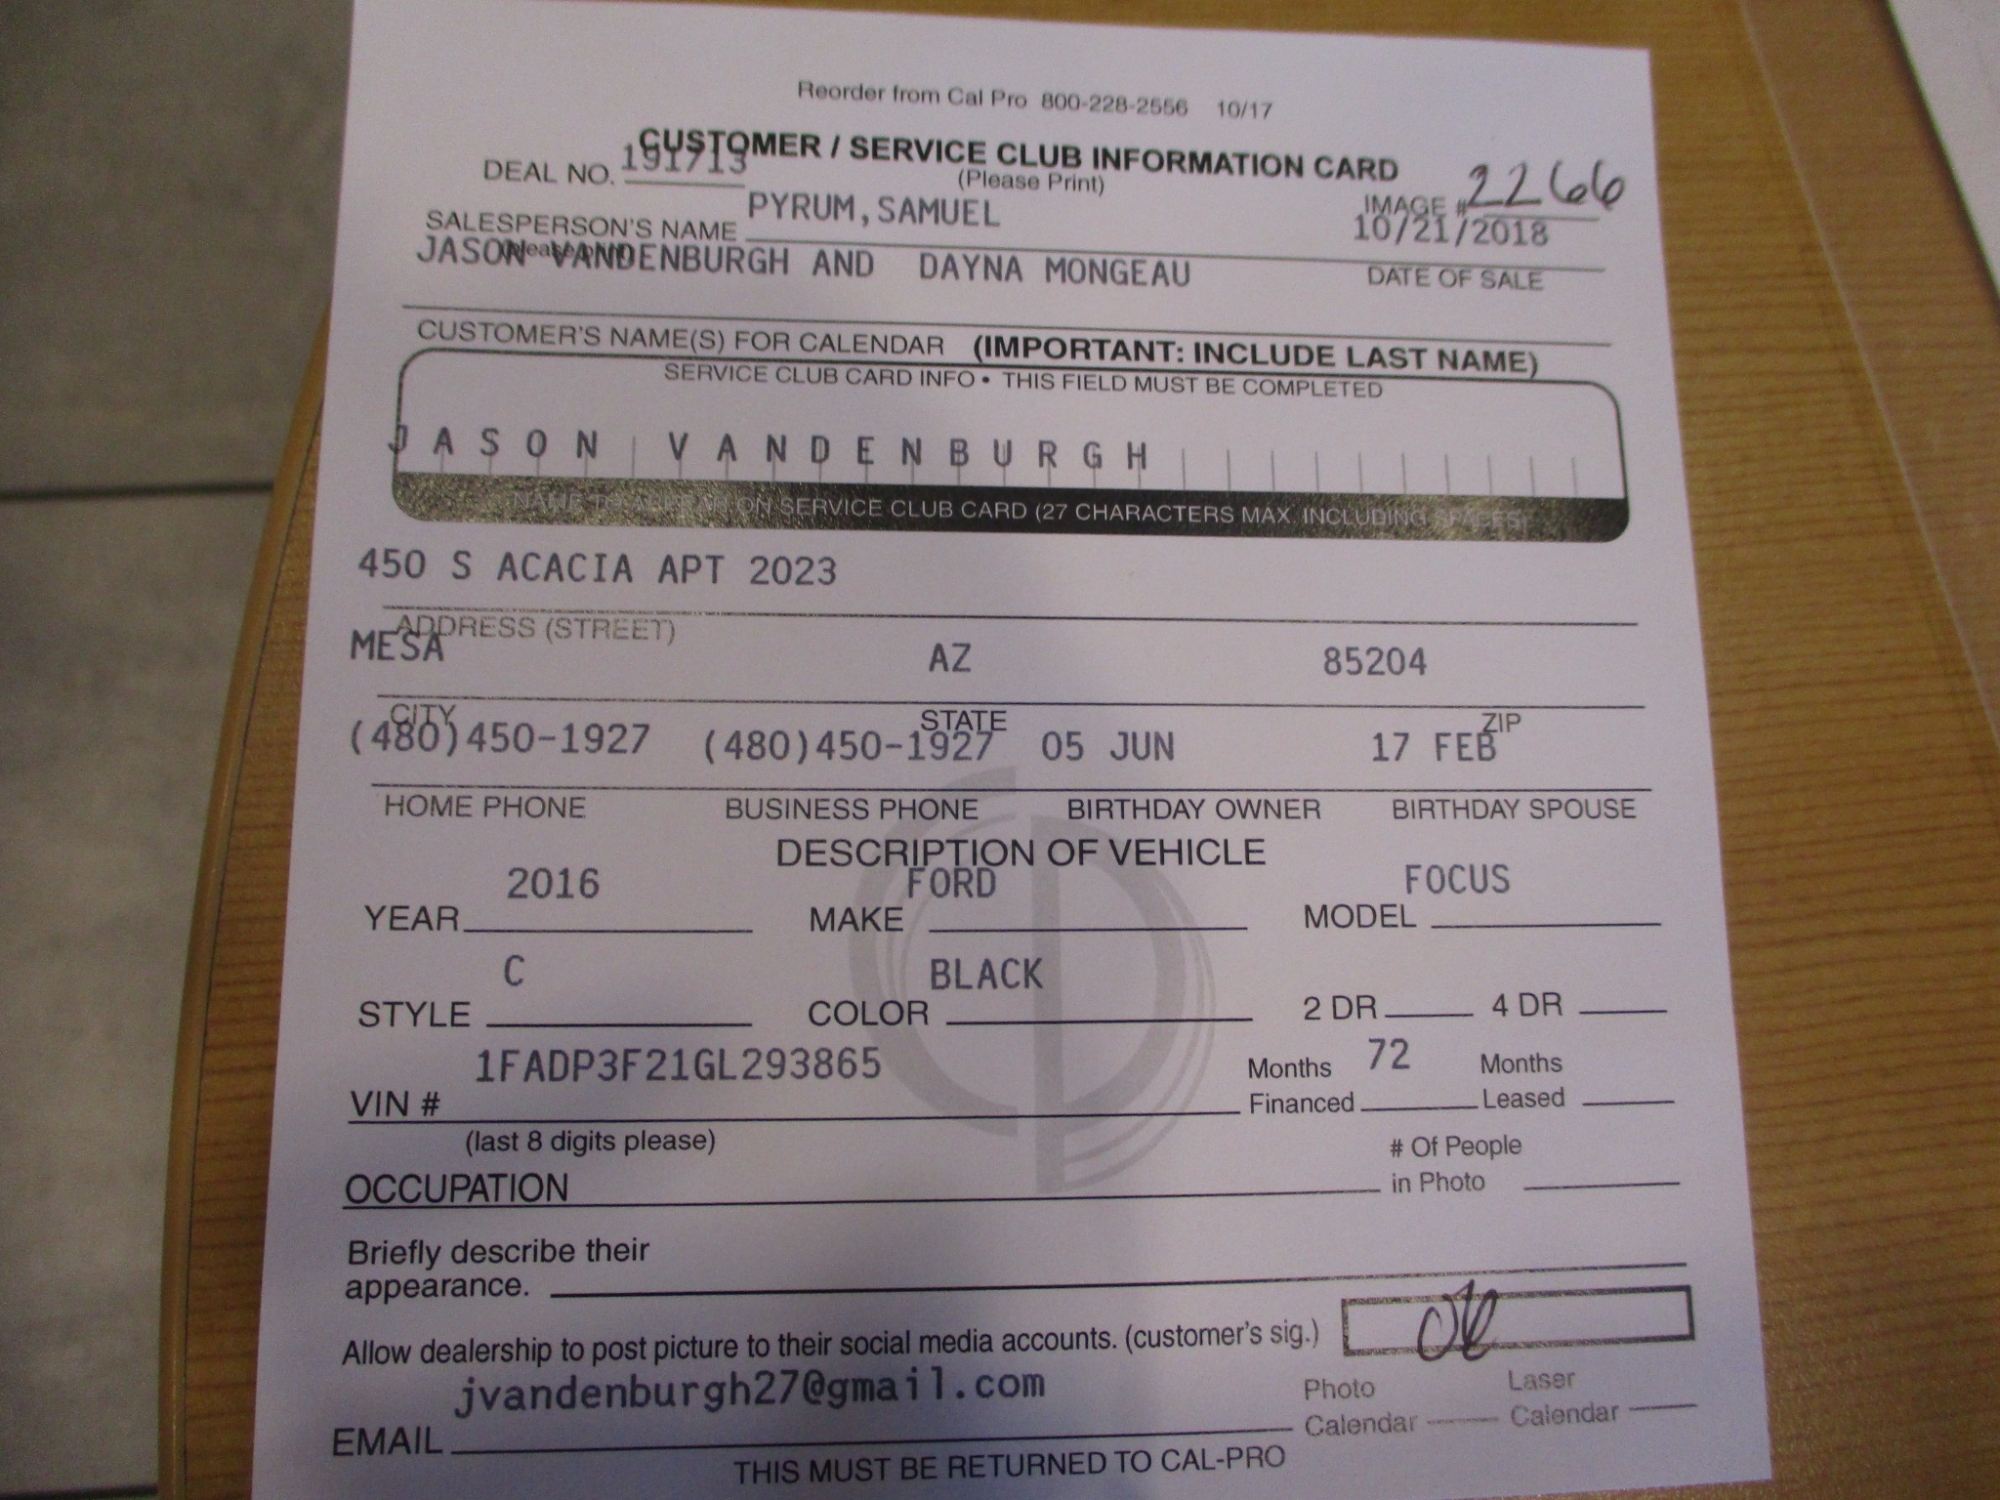 Reorder from Cal Pro 800-228-2556 10/17
CUSTOMER / SERVICE CLUB INFORMATION CARD
DEAL NO. 191713 (Please Print) IMAGE # 2266
SALESPERSON'S NAME PYRUM, SAMUEL 10/21/2018
(please print)
JASON VANDENBURGH AND DAYNA MONGEAU DATE OF SALE
CUSTOMER'S NAME(S) FOR CALENDAR (IMPORTANT: INCLUDE LAST NAME)
SERVICE CLUB CARD INFO • THIS FIELD MUST BE COMPLETED
JASON VANDENBURGH
NAME TO APPEAR ON SERVICE CLUB CARD (27 CHARACTERS MAX. INCLUDING SPACES)
450 S ACACIA APT 2023
ADDRESS (STREET)
MESA AZ 85204
CITY STATE ZIP
(480)450-1927 (480)450-1927 05 JUN 17 FEB
HOME PHONE BUSINESS PHONE BIRTHDAY OWNER BIRTHDAY SPOUSE
DESCRIPTION OF VEHICLE
2016 FORD FOCUS
YEAR MAKE MODEL
C BLACK
STYLE COLOR 2 DR 4 DR
1FADP3F21GL293865 Months 72 Months
VIN # Financed Leased
(last 8 digits please) # Of People
OCCUPATION in Photo
Briefly describe their
appearance.
Allow dealership to post picture to their social media accounts. (customer's sig.) OK
jvandenburgh27@gmail.com Photo Laser
EMAIL Calendar Calendar
THIS MUST BE RETURNED TO CAL-PRO